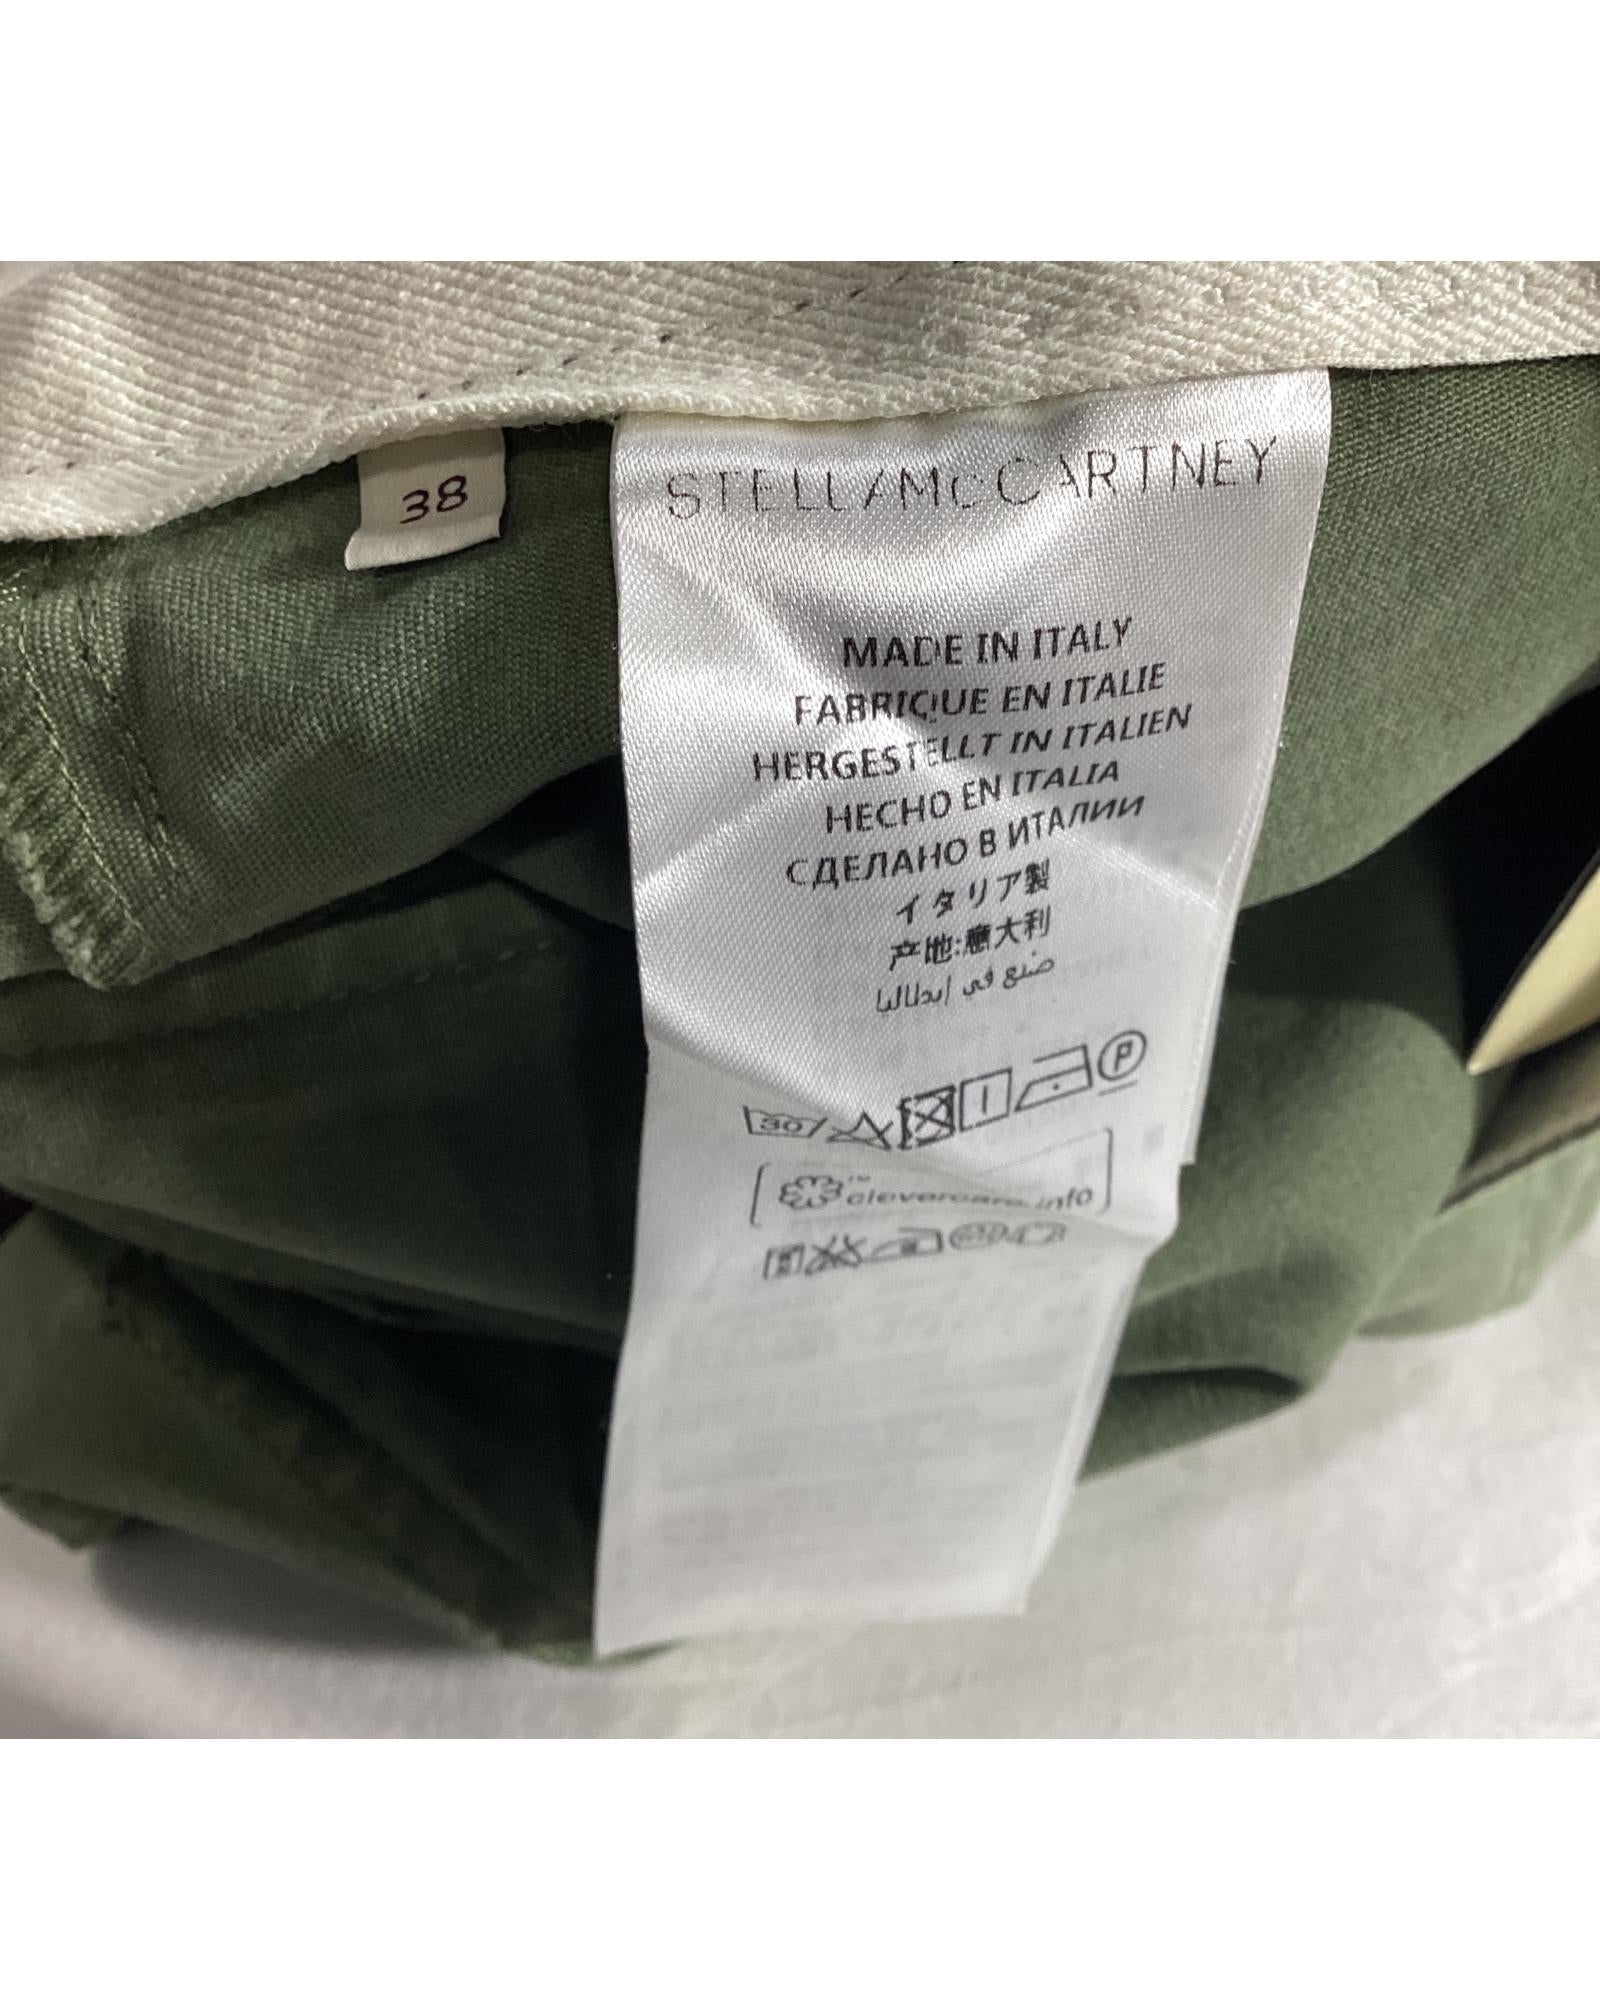 38
STELLA McCARTNEY
MADE IN ITALY
FABRIQUE EN ITALIE
HERGESTELLT IN ITALIEN
HECHO EN ITALIA
СДЕЛАНО В ИТАЛИИ
イタリア製
产地:意大利
صنع في إيطاليا
30 P
clevercare.info